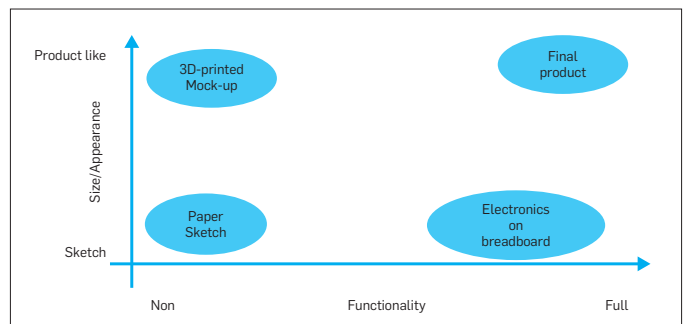 Product like
3D-printed
Mock-up
Final
product
Size/Appearance
Paper
Sketch
Electronics
on
breadboard
Sketch
Non
Functionality
Full